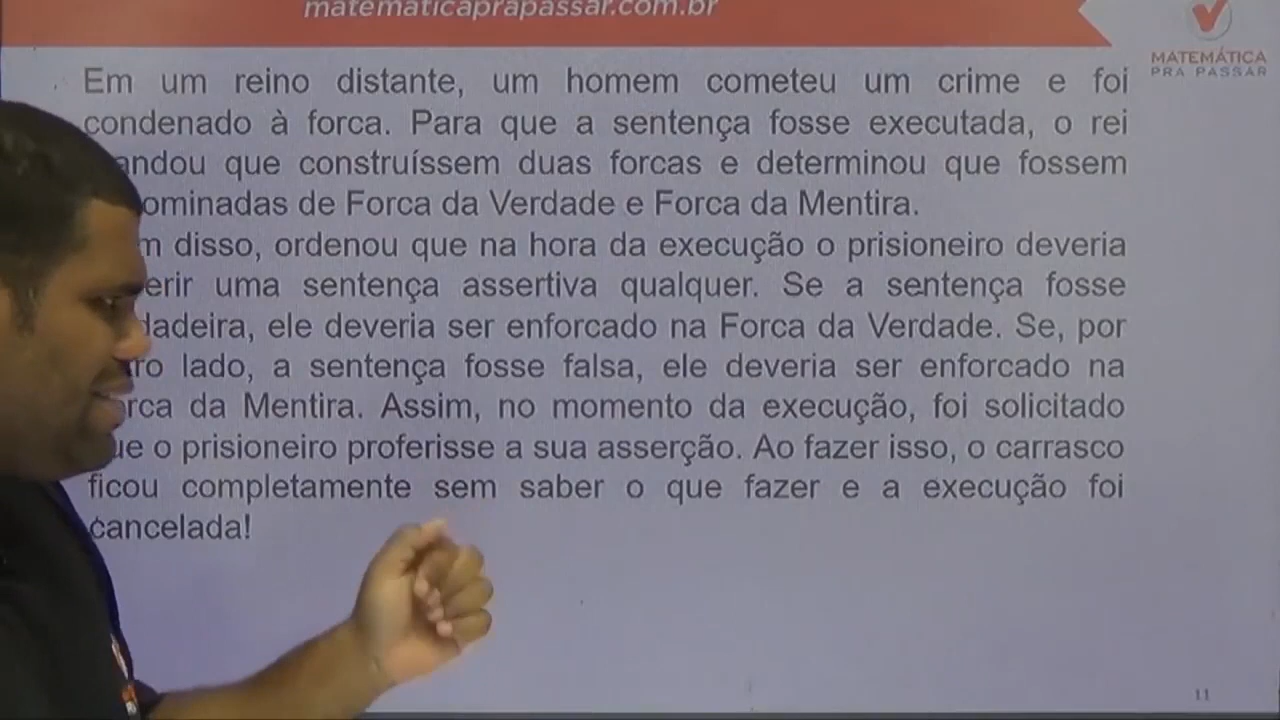 matematicaprapassar.com.br
MATEMÁTICA
PRA PASSAR
Em um reino distante, um homem cometeu um crime e foi
condenado à forca. Para que a sentença fosse executada, o rei
andou que construíssem duas forcas e determinou que fossem
ominadas de Forca da Verdade e Forca da Mentira.
m disso, ordenou que na hora da execução o prisioneiro deveria
erir uma sentença assertiva qualquer. Se a sentença fosse
dadeira, ele deveria ser enforcado na Forca da Verdade. Se, por
ro lado, a sentença fosse falsa, ele deveria ser enforcado na
rca da Mentira. Assim, no momento da execução, foi solicitado
ue o prisioneiro proferisse a sua asserção. Ao fazer isso, o carrasco
ficou completamente sem saber o que fazer e a execução foi
cancelada!
11